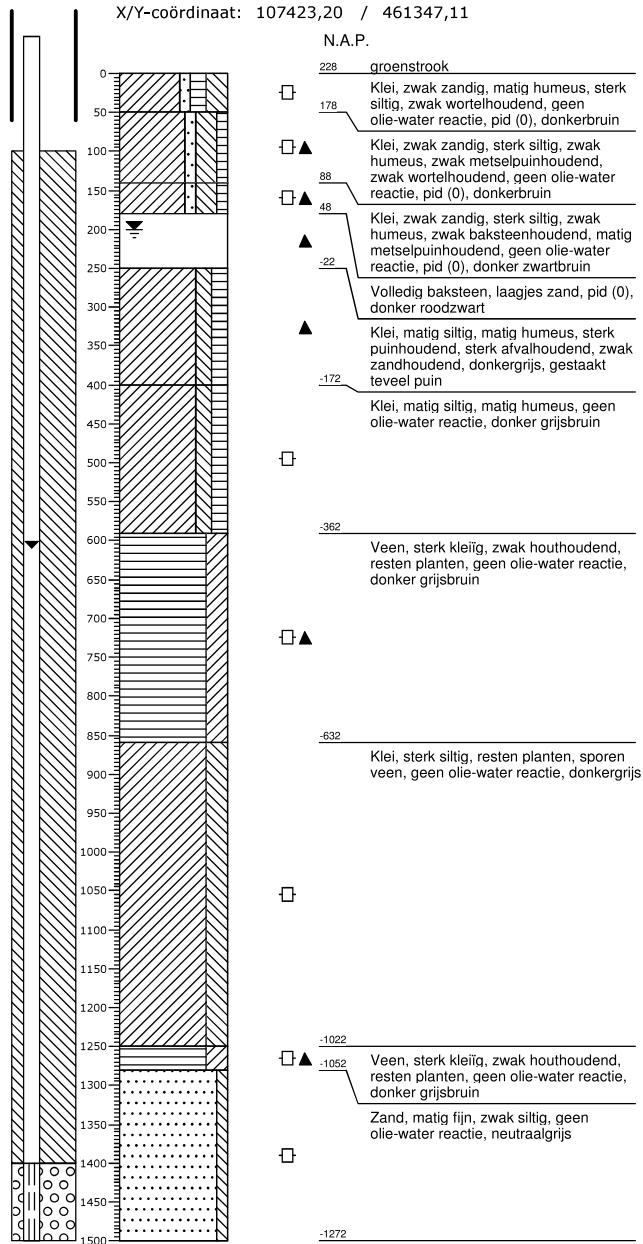 X/Y-coördinaat: 107423,20 / 461347,11
N.A.P.
0
50
100
150
200
250
300
350
400
450
500
550
600
650
700
750
800
850
900
950
1000
1050
1100
1150
1200
1250
1300
1350
1400
1450
1500
228 groenstrook
Klei, zwak zandig, matig humeus, sterk
siltig, zwak wortelhoudend, geen
178
olie-water reactie, pid (0), donkerbruin
Klei, zwak zandig, sterk siltig, zwak
humeus, zwak metselpuinhoudend,
zwak wortelhoudend, geen olie-water
88
reactie, pid (0), donkerbruin
48
Klei, zwak zandig, sterk siltig, zwak
humeus, zwak baksteenhoudend, matig
metselpuinhoudend, geen olie-water
-22
reactie, pid (0), donker zwartbruin
Volledig baksteen, laagjes zand, pid (0),
donker roodzwart
Klei, matig siltig, matig humeus, sterk
puinhoudend, sterk afvalhoudend, zwak
zandhoudend, donkergrijs, gestaakt
-172
teveel puin
Klei, matig siltig, matig humeus, geen
olie-water reactie, donker grijsbruin
-362
Veen, sterk kleiïg, zwak houthoudend,
resten planten, geen olie-water reactie,
donker grijsbruin
-632
Klei, sterk siltig, resten planten, sporen
veen, geen olie-water reactie, donkergrijs
-1022
Veen, sterk kleiïg, zwak houthoudend,
-1052
resten planten, geen olie-water reactie,
donker grijsbruin
Zand, matig fijn, zwak siltig, geen
olie-water reactie, neutraalgrijs
-1272